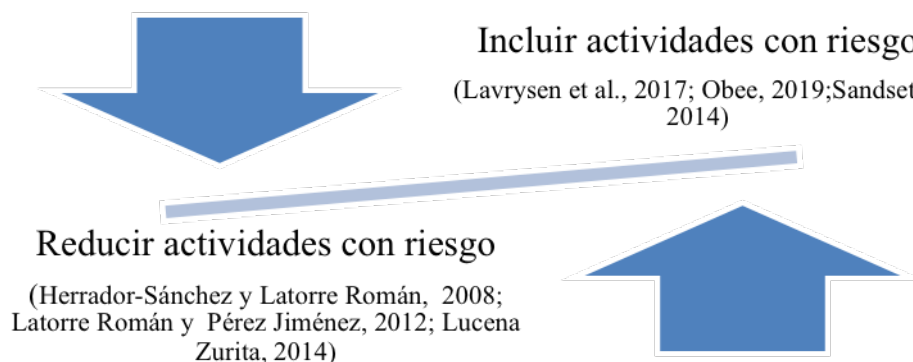 Incluir actividades con riesgo
(Lavrysen et al., 2017; Obee, 2019;Sandset
2014)
Reducir actividades con riesgo
(Herrador-Sánchez y Latorre Román, 2008;
Latorre Román y Pérez Jiménez, 2012; Lucena
Zurita, 2014)